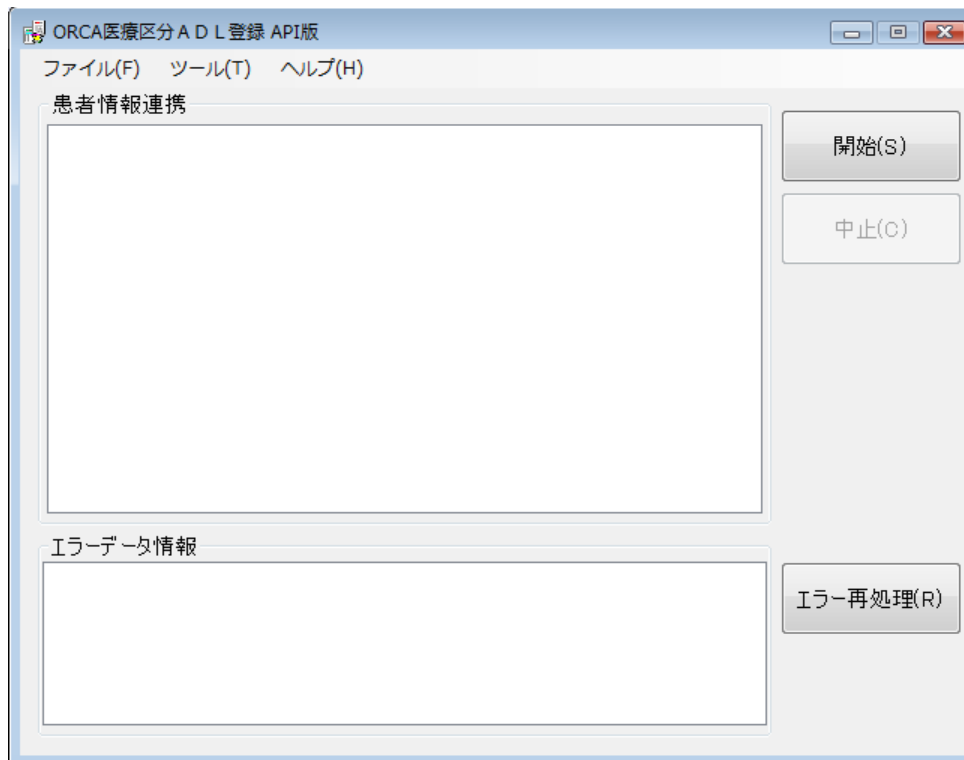 ORCA医療区分ＡＤＬ登録 API版
ファイル(F) ツール(T) ヘルプ(H)
患者情報連携
開始(S)
中止(C)
エラーデータ情報
エラー再処理(R)